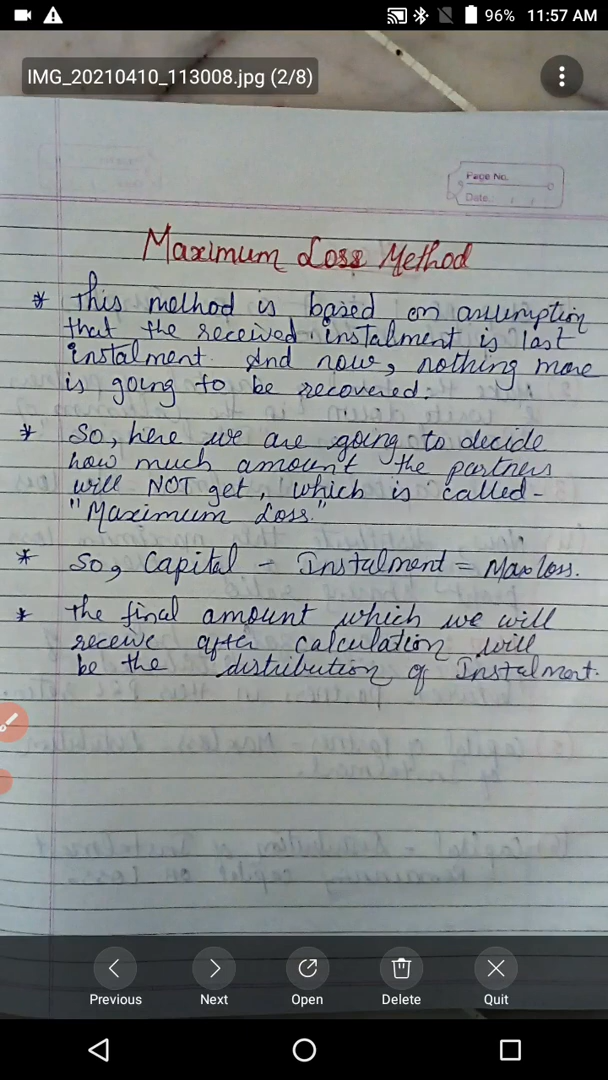 96% 11:57 AM
IMG_20210410_113008.jpg (2/8)
Page No.
Date
Maximum Loss Method
* This method is based on assumption
that the received instalment is last
instalment. And now, nothing more
is going to be recovered.
* So, here we are going to decide
how much amount the partners
will NOT get, which is called-
"Maximum Loss."
* So, Capital - Instalment = Max loss.
* The final amount which we will
receive after calculation will
be the distribution of Instalment.
Previous Next Open Delete Quit